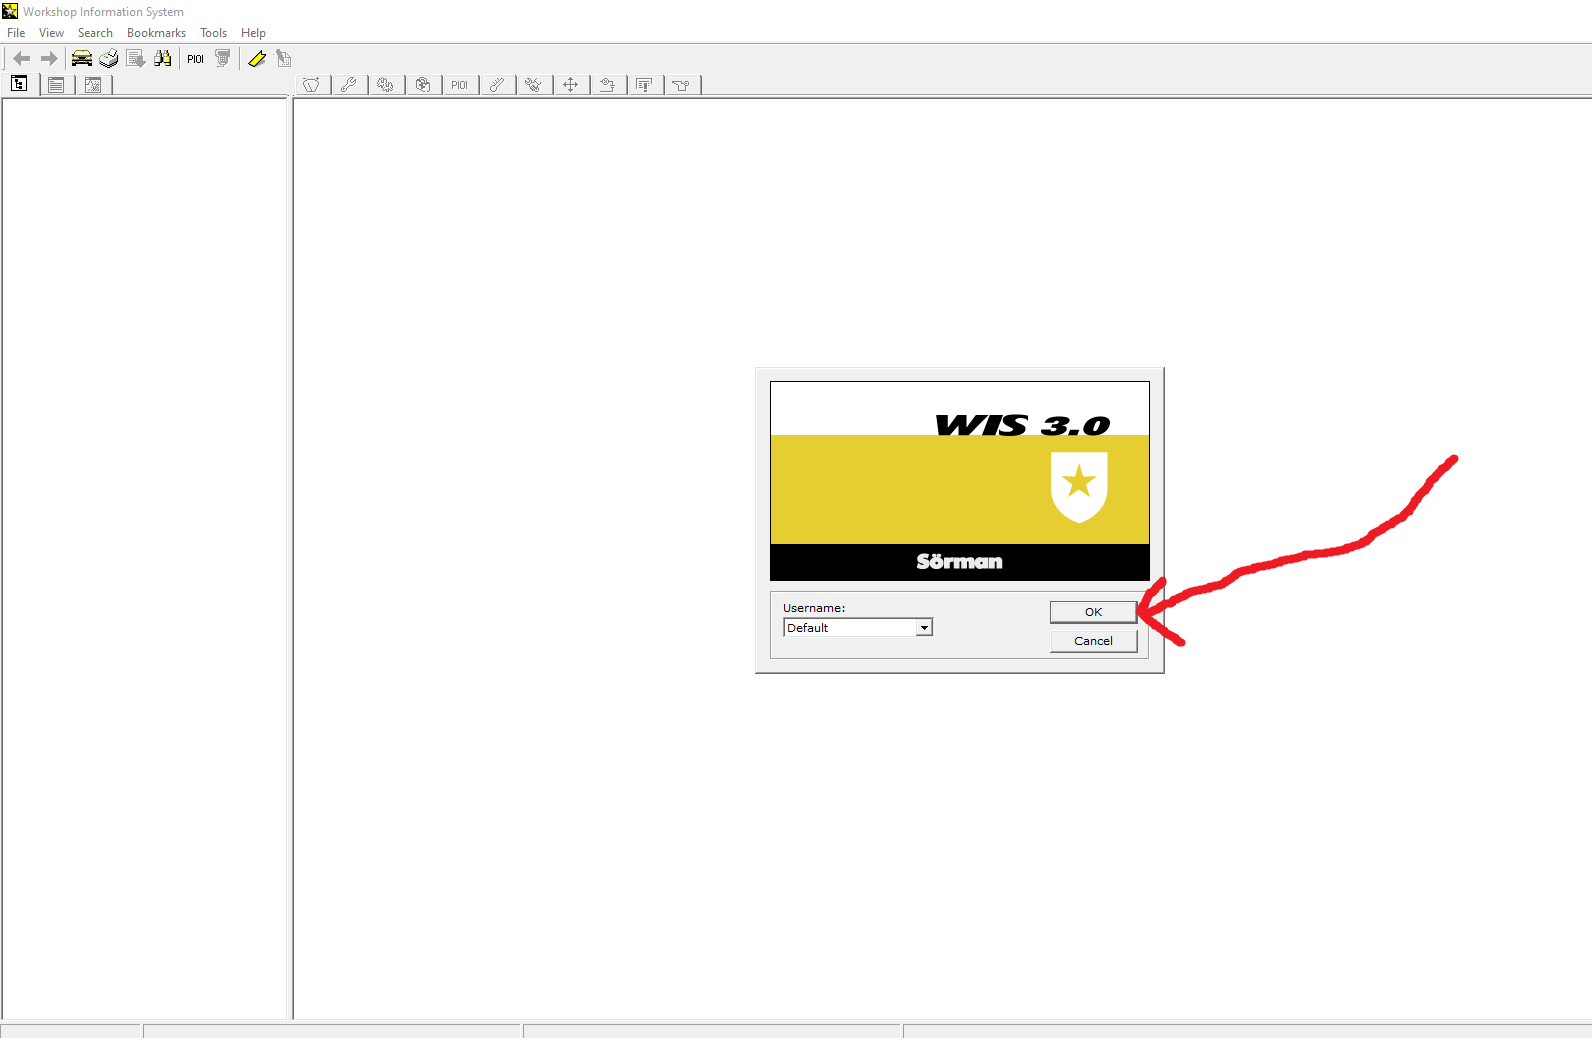 Workshop Information System
File View Search Bookmarks Tools Help
PIOI
PIOI
WIS 3.0
Sörman
Username:
OK
Default
Cancel